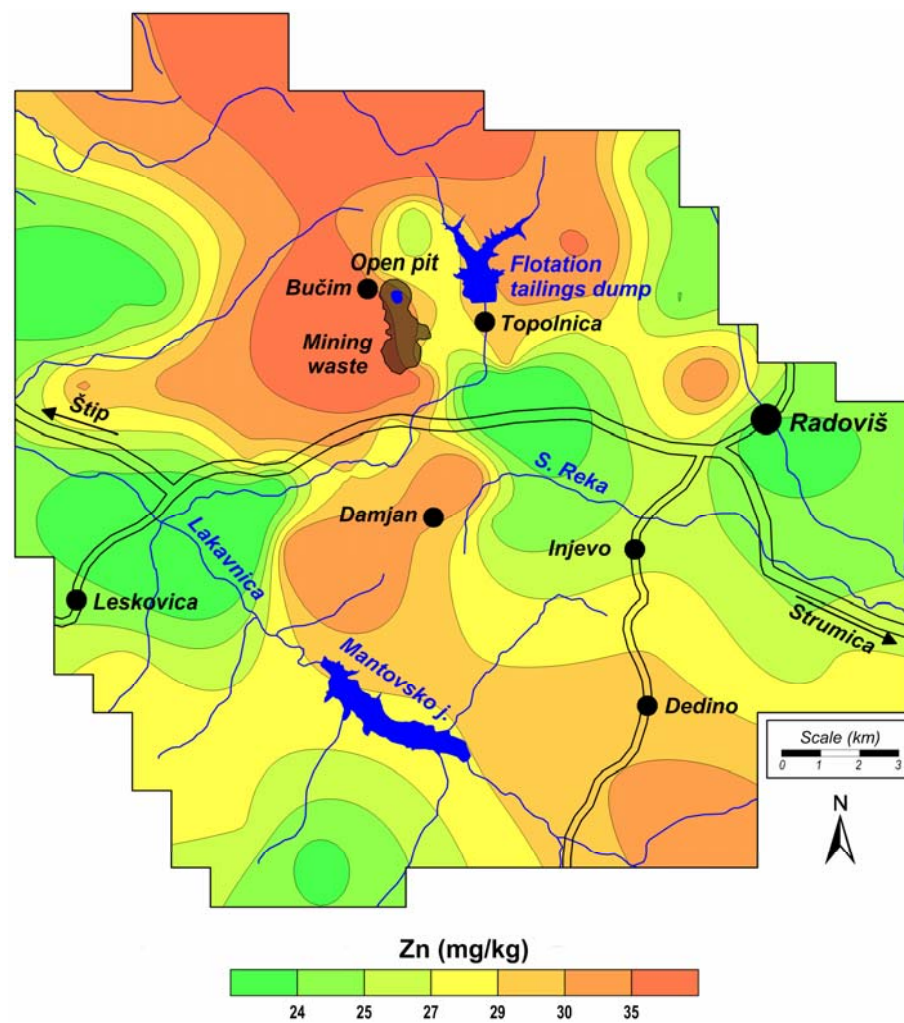 Open pit
Bučim
Flotation
tailings dump
Mining
waste
Topolnica
Štip
Radoviš
S. Reka
Damjan
Lakavnica
Injevo
Leskovica
Strumica
Mantovsko j.
Dedino
Scale (km)
0 1 2 3
N
Zn (mg/kg)
24 25 27 29 30 35